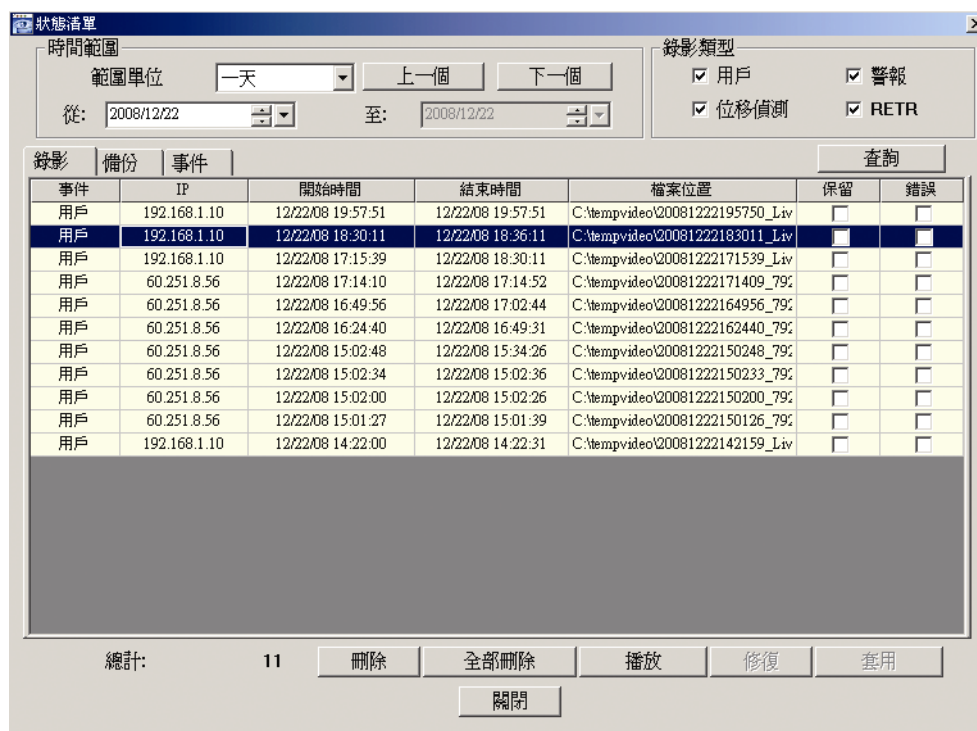 狀態清單
時間範圍
範圍單位 一天 上一個 下一個
從: 2008/12/22 至: 2008/12/22
錄影類型
用戶 警報
位移偵測 RETR
錄影 備份 事件 查詢
事件 IP 開始時間 結束時間 檔案位置 保留 錯誤
用戶 192.168.1.10 12/22/08 19:57:51 12/22/08 19:57:51 C:\tempvideo\20081222195750_Liv
用戶 192.168.1.10 12/22/08 18:30:11 12/22/08 18:36:11 C:\tempvideo\20081222183011_Liv
用戶 192.168.1.10 12/22/08 17:15:39 12/22/08 18:30:11 C:\tempvideo\20081222171539_Liv
用戶 60.251.8.56 12/22/08 17:14:10 12/22/08 17:14:52 C:\tempvideo\20081222171409_792
用戶 60.251.8.56 12/22/08 16:49:56 12/22/08 17:02:44 C:\tempvideo\20081222164956_792
用戶 60.251.8.56 12/22/08 16:24:40 12/22/08 16:49:31 C:\tempvideo\20081222162440_792
用戶 60.251.8.56 12/22/08 15:02:48 12/22/08 15:34:26 C:\tempvideo\20081222150248_792
用戶 60.251.8.56 12/22/08 15:02:34 12/22/08 15:02:36 C:\tempvideo\20081222150233_792
用戶 60.251.8.56 12/22/08 15:02:00 12/22/08 15:02:26 C:\tempvideo\20081222150200_792
用戶 60.251.8.56 12/22/08 15:01:27 12/22/08 15:01:39 C:\tempvideo\20081222150126_792
用戶 192.168.1.10 12/22/08 14:22:00 12/22/08 14:22:31 C:\tempvideo\20081222142159_Liv
總計: 11 刪除 全部刪除 播放 修復 套用
關閉